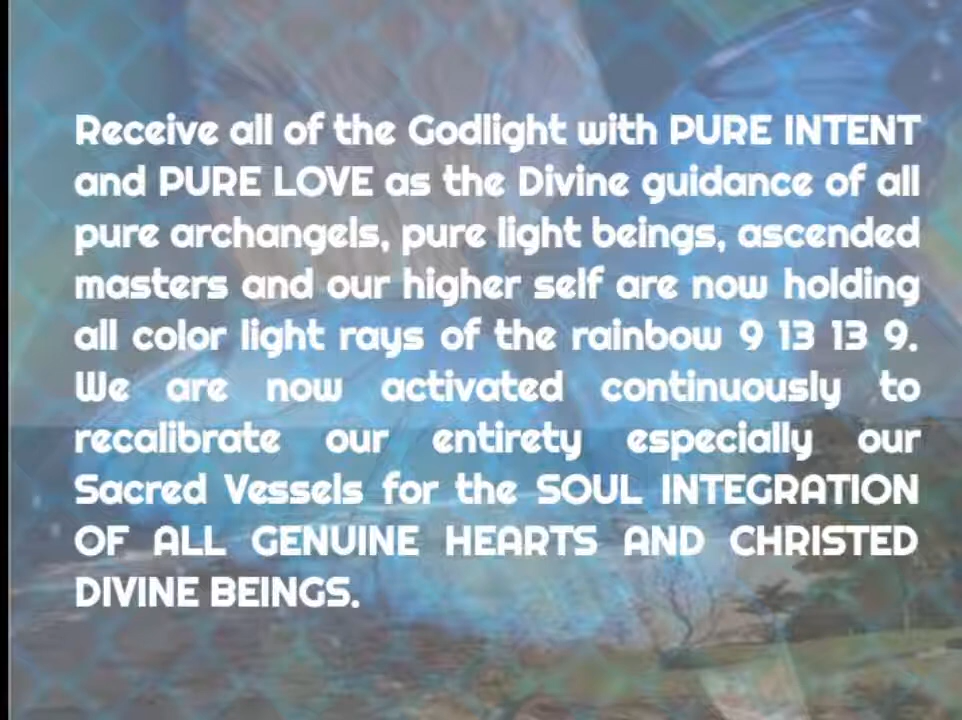 Receive all of the Godlight with PURE INTENT
and PURE LOVE as the Divine guidance of all
pure archangels, pure light beings, ascended
masters and our higher self are now holding
all color light rays of the rainbow 9 13 13 9.
We are now activated continuously to
recalibrate our entirety especially our
Sacred Vessels for the SOUL INTEGRATION
OF ALL GENUINE HEARTS AND CHRISTED
DIVINE BEINGS.